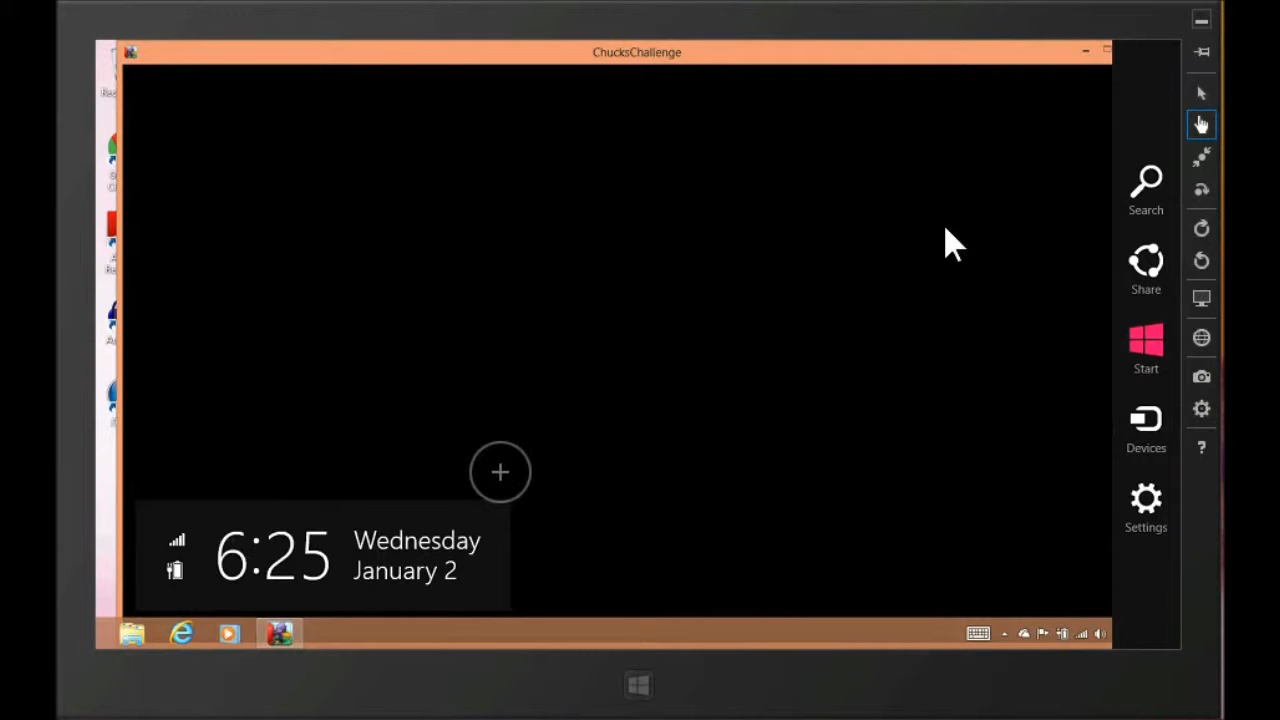 ChucksChallenge
Search
Share
Start
Devices
Settings
6:25
Wednesday
January 2
?